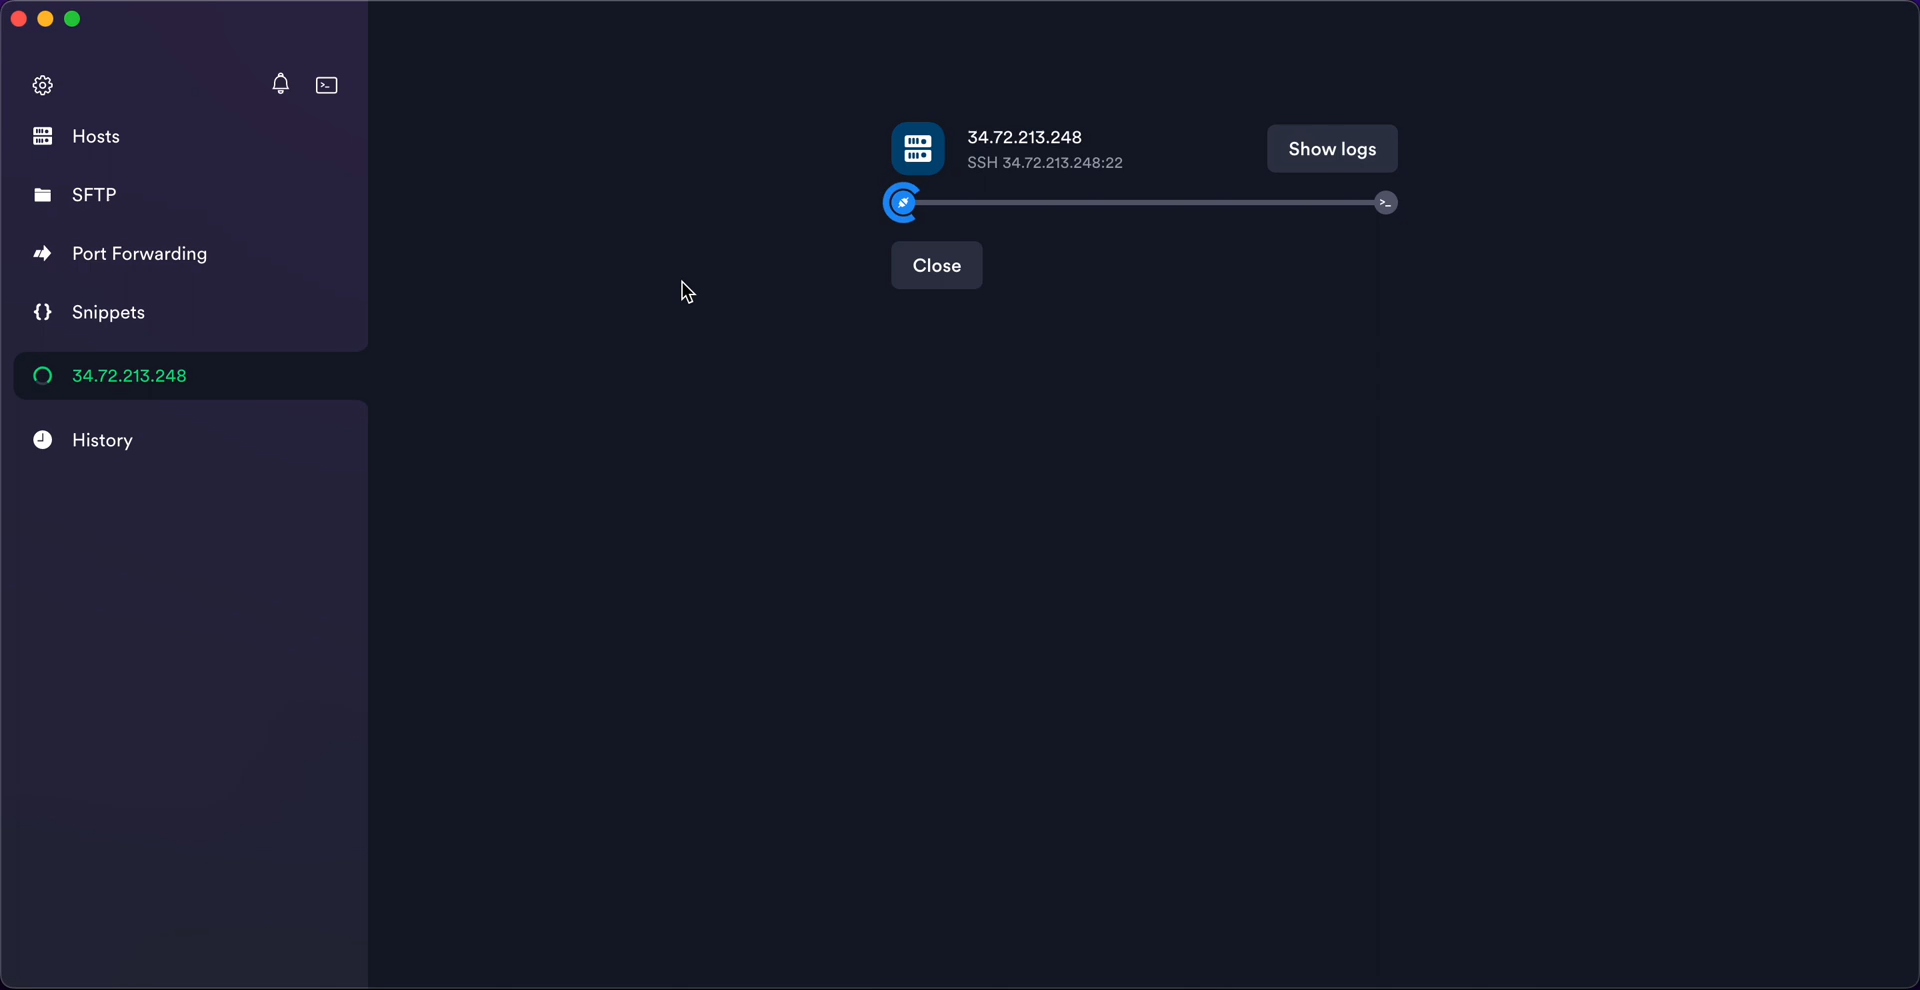 Hosts
SFTP
Port Forwarding
Snippets
34.72.213.248
History
34.72.213.248
SSH 34.72.213.248:22
Show logs
Close